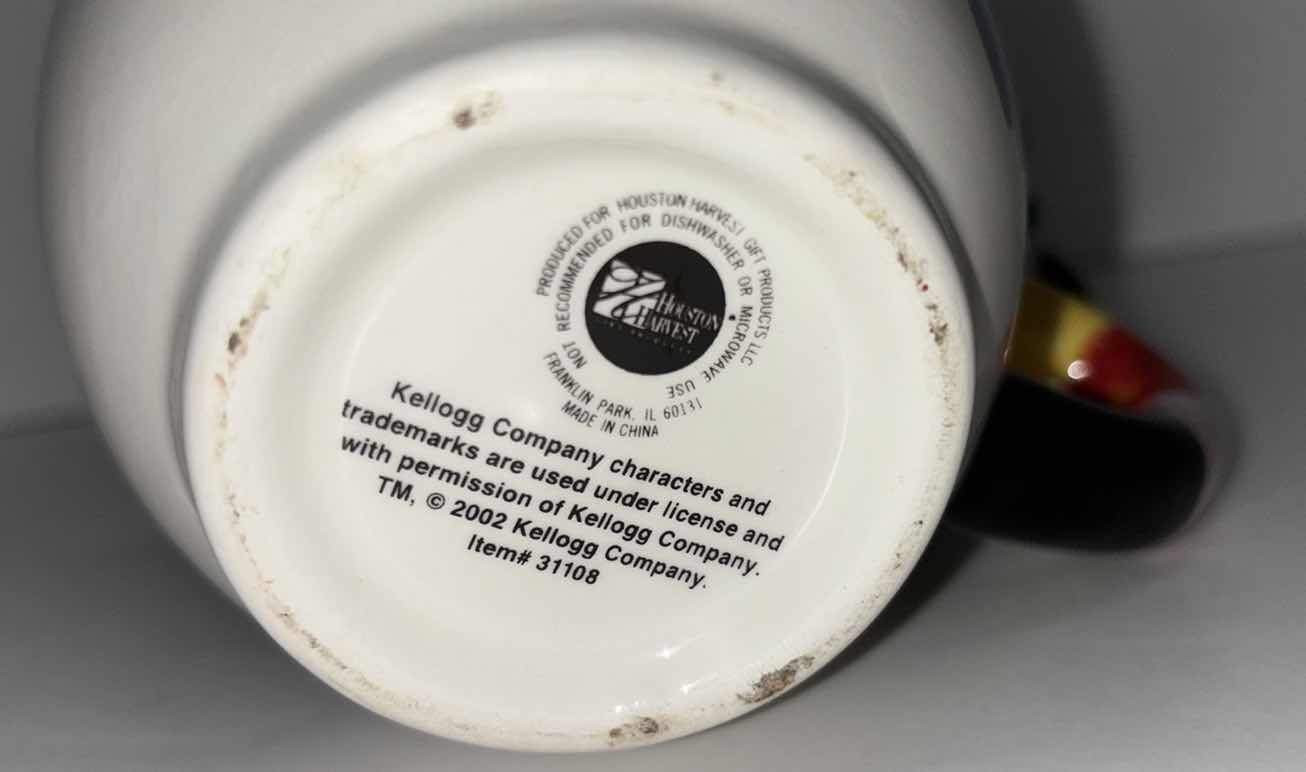 PRODUCED FOR HOUSTON HARVEST GIFT PRODUCTS LLC
NOT RECOMMENDED FOR DISHWASHER OR MICROWAVE USE
HOUSTON
HARVEST
FRANKLIN PARK, IL 60131
MADE IN CHINA
Kellogg Company characters and
trademarks are used under license and
with permission of Kellogg Company.
TM, © 2002 Kellogg Company.
Item# 31108